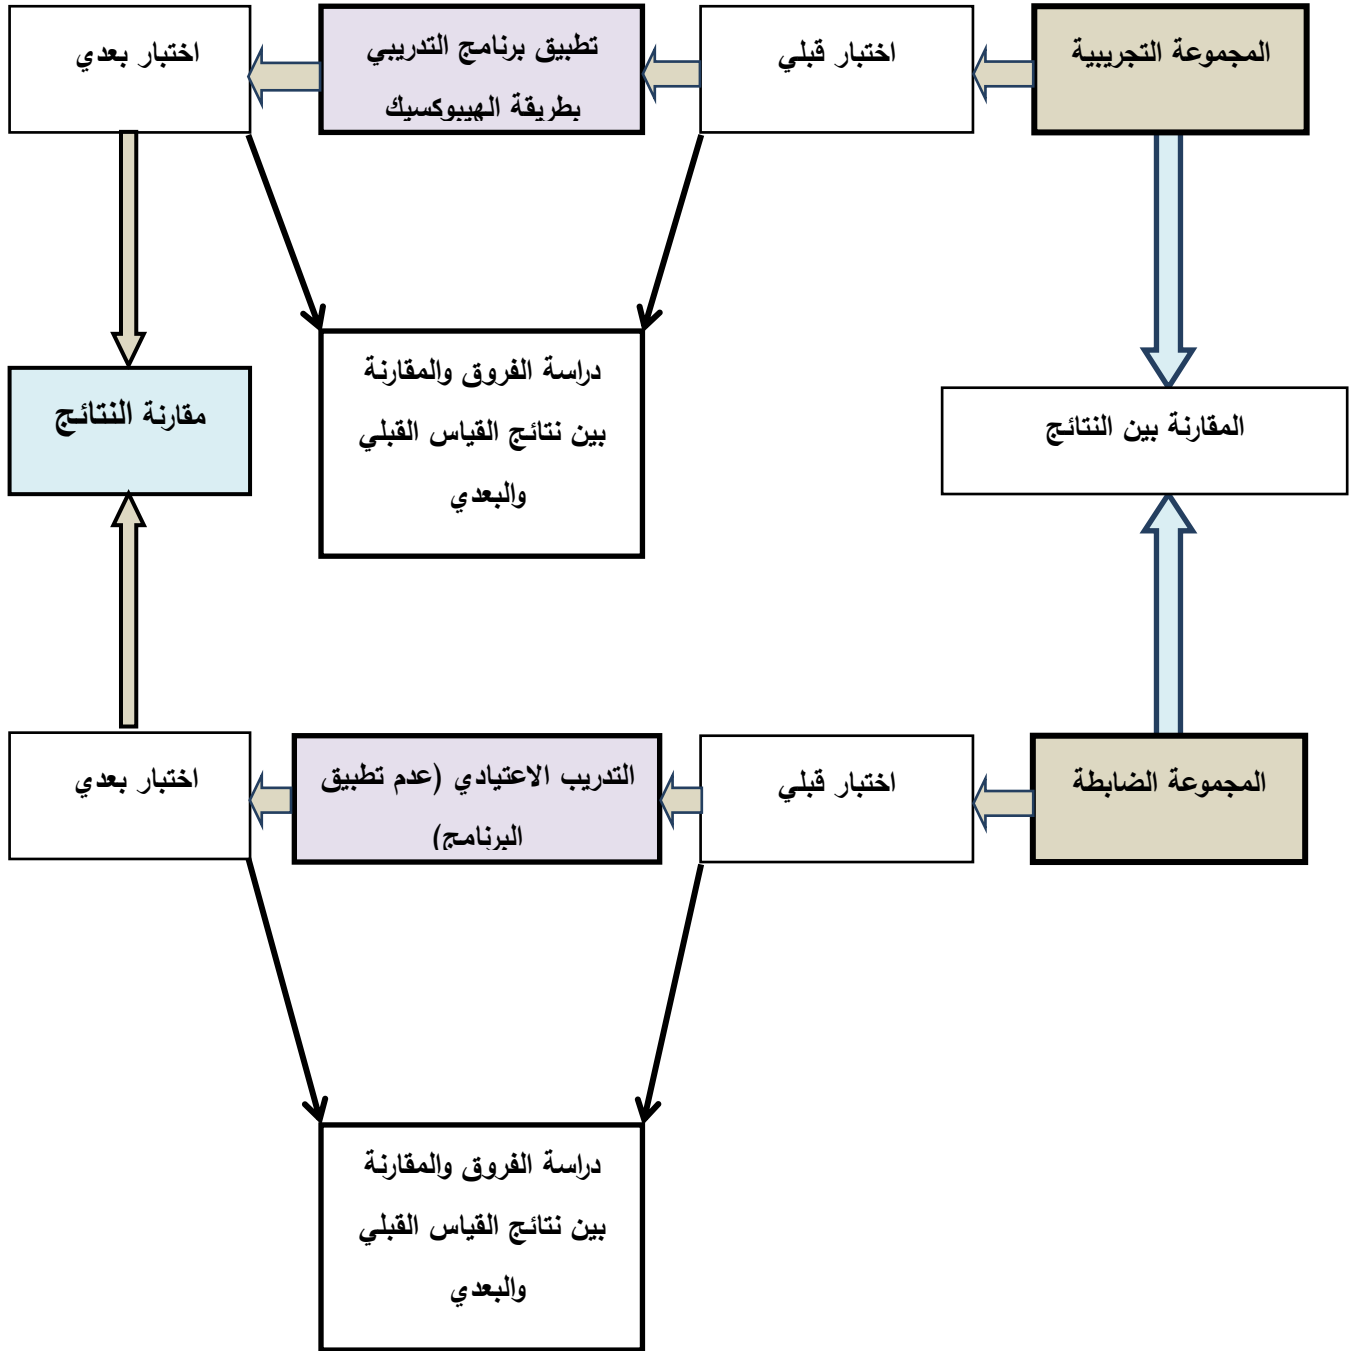 المجموعة التجريبية
اختبار قبلي
تطبيق برنامج التدريبي
بطريقة الهيبوكسيك
اختبار بعدي
دراسة الفروق والمقارنة
بين نتائج القياس القبلي
والبعدي
المقارنة بين النتائج
مقارنة النتائج
المجموعة الضابطة
اختبار قبلي
التدريب الاعتيادي (عدم تطبيق
البرنامج)
اختبار بعدي
دراسة الفروق والمقارنة
بين نتائج القياس القبلي
والبعدي